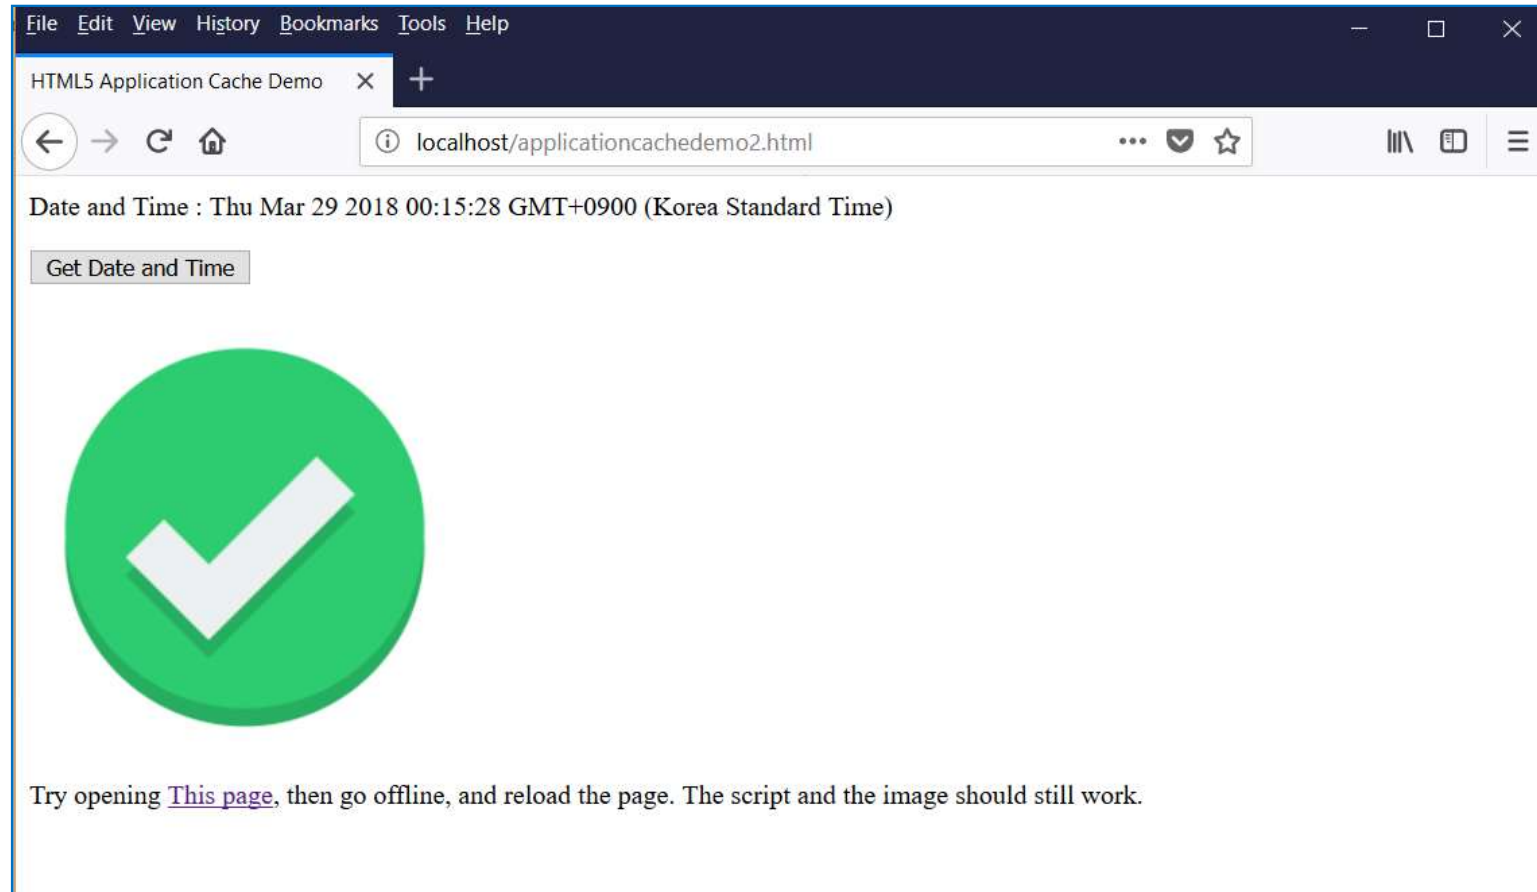 File Edit View History Bookmarks Tools Help
HTML5 Application Cache Demo
localhost/applicationcachedemo2.html
Date and Time : Thu Mar 29 2018 00:15:28 GMT+0900 (Korea Standard Time)
Get Date and Time
Try opening This page, then go offline, and reload the page. The script and the image should still work.